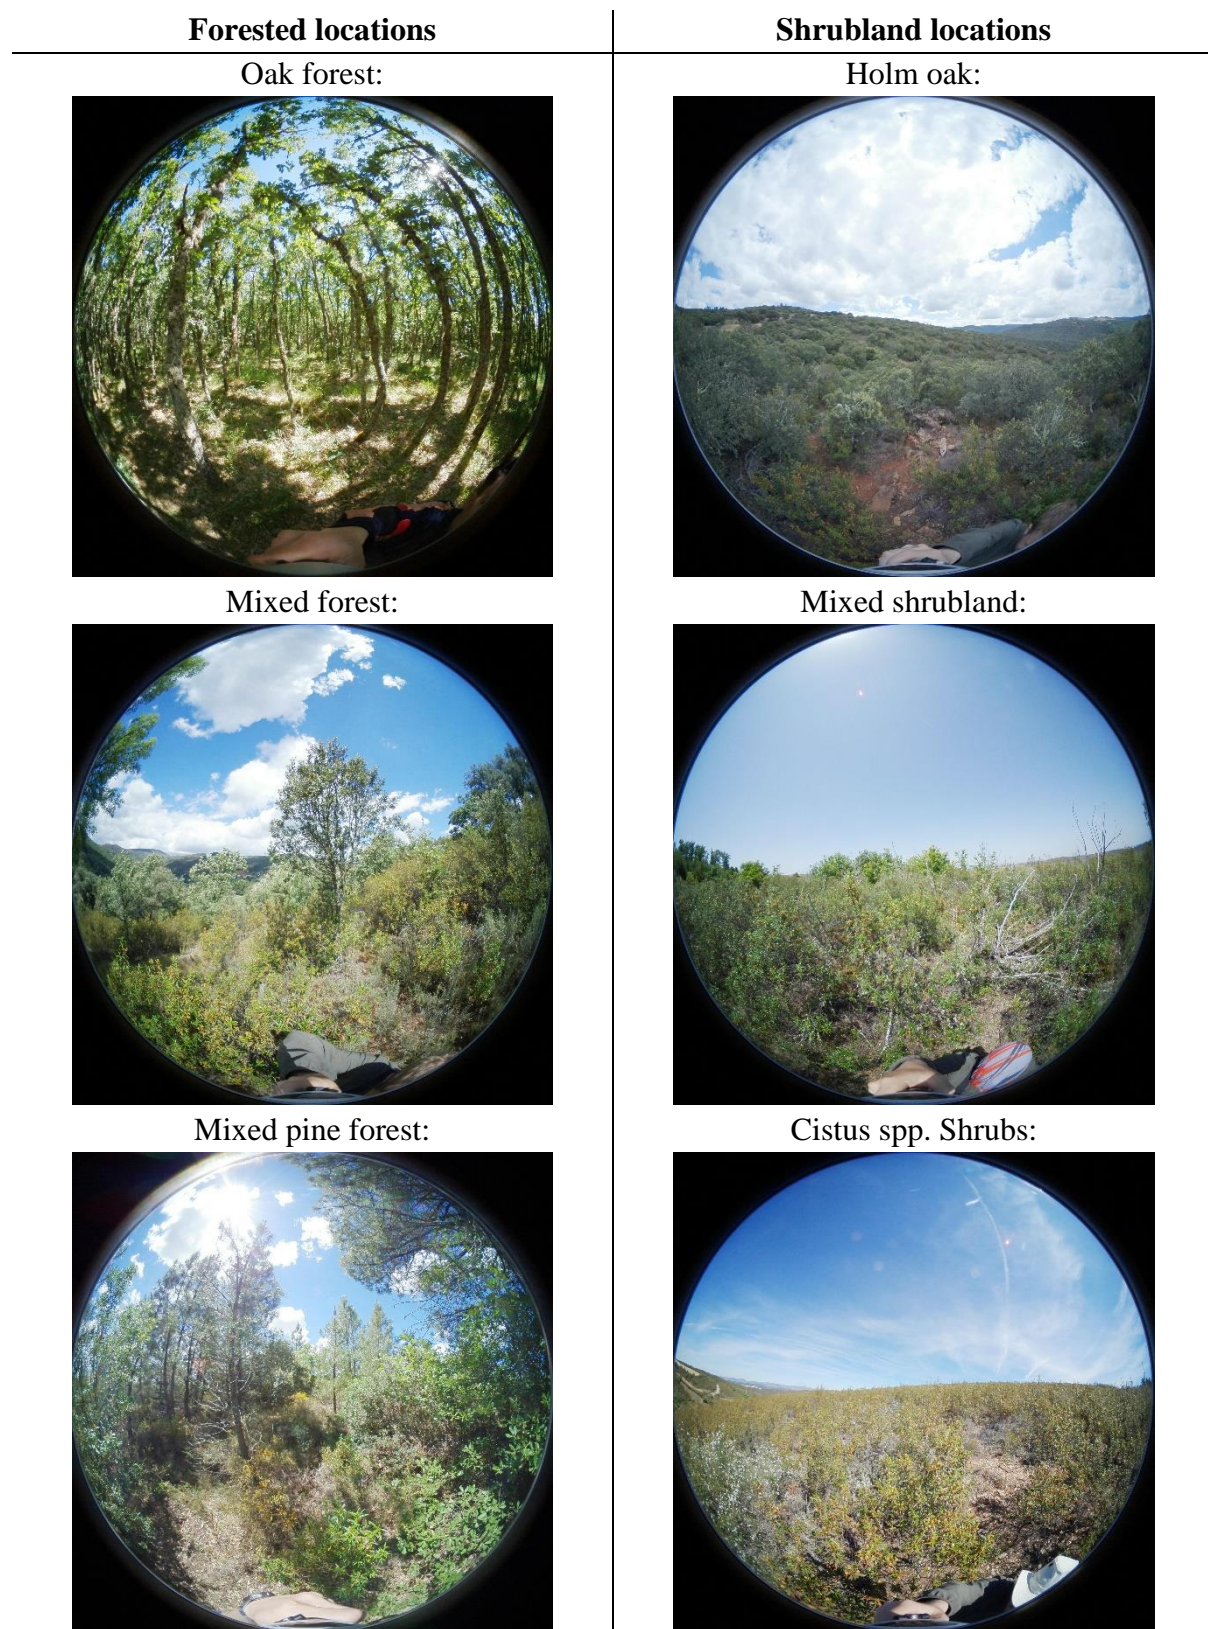 Forested locations
Shrubland locations
Oak forest:
Holm oak:
Mixed forest:
Mixed shrubland:
Mixed pine forest:
Cistus spp. Shrubs: